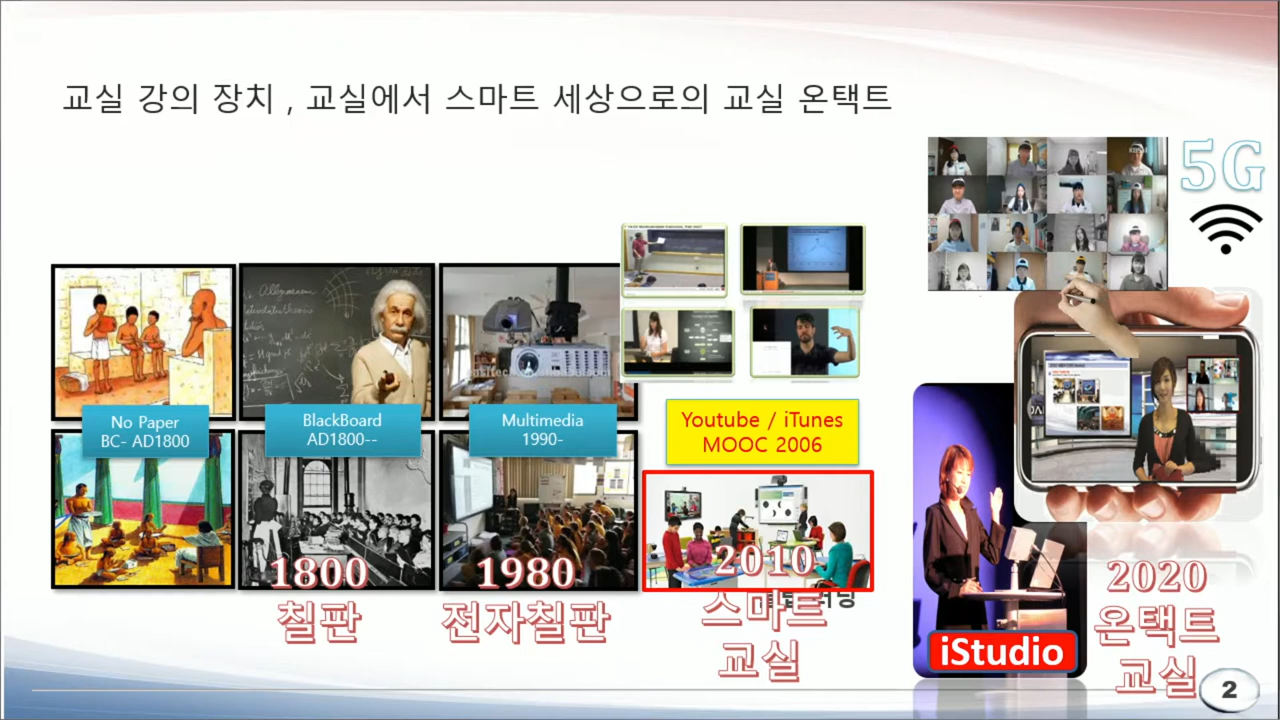 교실 강의 장치 , 교실에서 스마트 세상으로의 교실 온택트
5G
No Paper
BC- AD1800
BlackBoard
AD1800--
Multimedia
1990-
Youtube / iTunes
MOOC 2006
1800
칠판
1980
전자칠판
2010
스마트
교실
iStudio
2020
온택트
교실
2